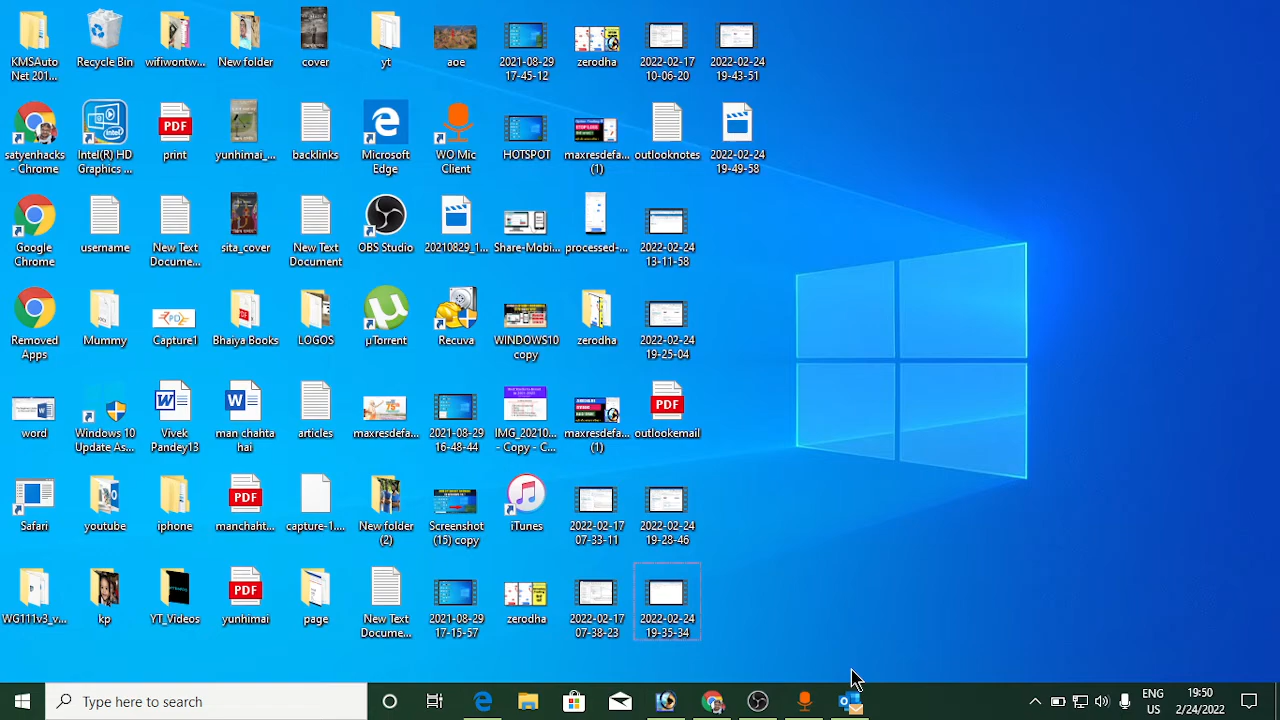 KMSAuto
Net 201...
Recycle Bin
wifiwontw...
New folder
cover
yt
aoe
2021-08-29
17-45-12
zerodha
2022-02-17
10-06-20
2022-02-24
19-43-51
satyenhacks
- Chrome
Intel(R) HD
Graphics ...
PDF
print
yunhimai_...
backlinks
Microsoft
Edge
WO Mic
Client
HOTSPOT
maxresdefa...
(1)
outlooknotes
2022-02-24
19-49-58
Google
Chrome
username
New Text
Docume...
sita_cover
New Text
Document
OBS Studio
20210829_1...
Share-Mobi...
processed-...
2022-02-24
13-11-58
Removed
Apps
Mummy
Capture1
Bhaiya Books
LOGOS
µTorrent
Recuva
WINDOWS10
copy
zerodha
2022-02-24
19-25-04
word
Windows 10
Update As...
Vivek
Pandey13
man chahta
hai
articles
maxresdefa...
2021-08-29
16-48-44
IMG_20210...
- Copy - C...
maxresdefa...
(1)
PDF
outlookemail
Safari
youtube
iphone
PDF
manchaht...
capture-1....
New folder
(2)
Screenshot
(15) copy
iTunes
2022-02-17
07-33-11
2022-02-24
19-28-46
WG111v3_v...
kp
YT_Videos
PDF
yunhimai
page
New Text
Docume...
2021-08-29
17-15-57
zerodha
2022-02-17
07-38-23
2022-02-24
19-35-34
Type here to search
ENG
US
19:50
2/24/2022